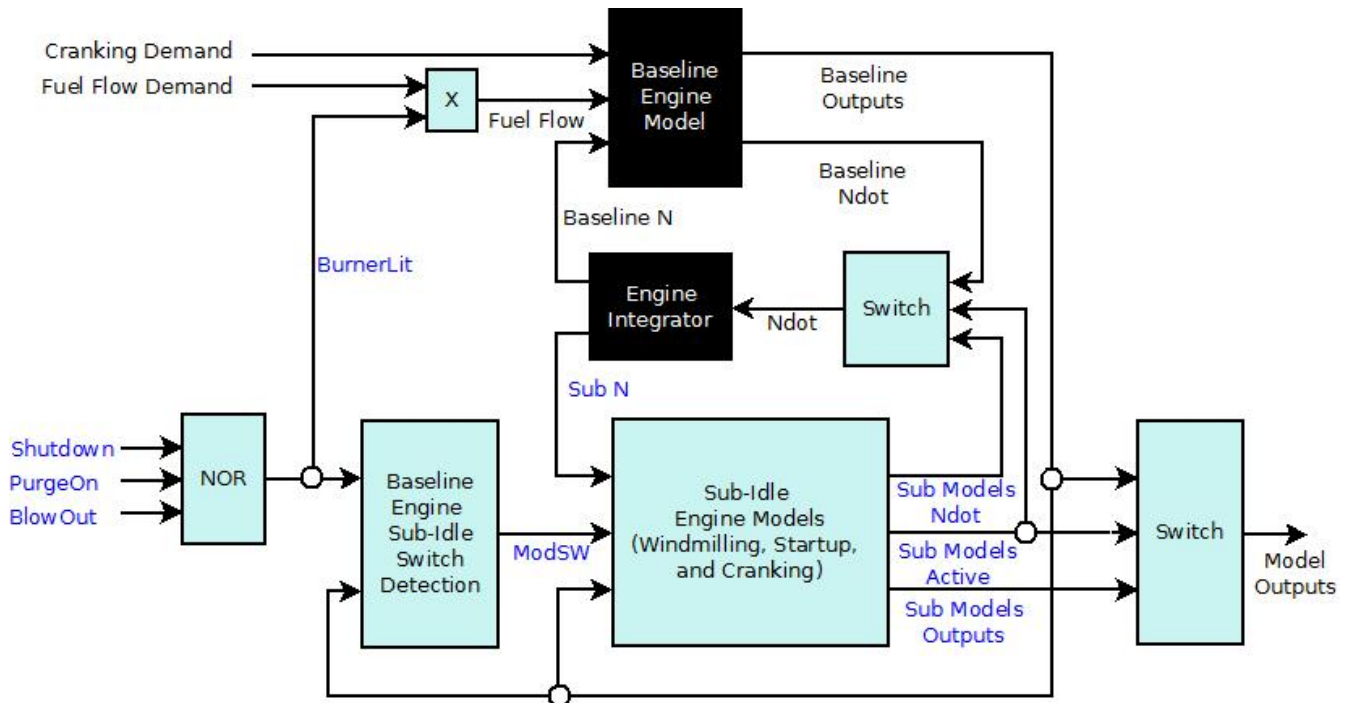 Cranking Demand
Fuel Flow Demand
X
Fuel Flow
Baseline
Engine
Model
Baseline
Outputs
Baseline
Ndot
Baseline N
BurnerLit
Engine
Integrator
Ndot
Switch
Sub N
Shutdown
PurgeOn
BlowOut
NOR
Baseline
Engine
Sub-Idle
Switch
Detection
ModSW
Sub-Idle
Engine Models
(Windmilling, Startup,
and Cranking)
Sub Models
Ndot
Sub Models
Active
Sub Models
Outputs
Switch
Model
Outputs